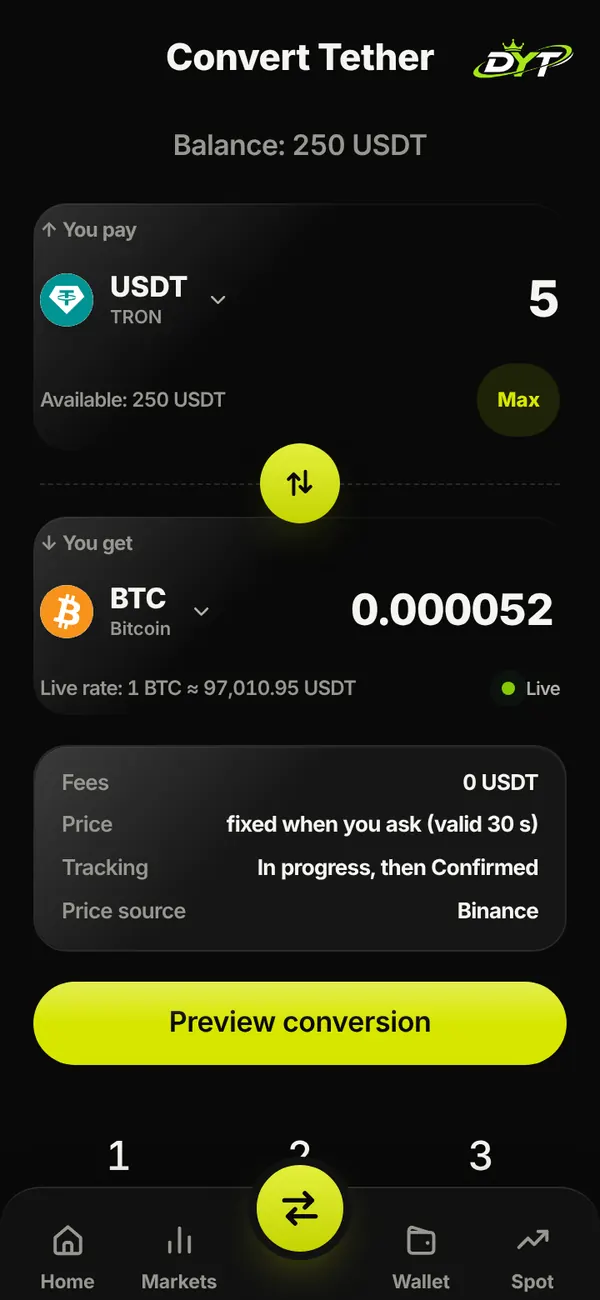 Convert Tether
DYT
Balance: 250 USDT
↑ You pay
USDT
TRON
5
Available: 250 USDT
Max
↓ You get
BTC
Bitcoin
0.000052
Live rate: 1 BTC ≈ 97,010.95 USDT
Live
Fees
0 USDT
Price
fixed when you ask (valid 30 s)
Tracking
In progress, then Confirmed
Price source
Binance
Preview conversion
1
2
3
Home
Markets
Wallet
Spot